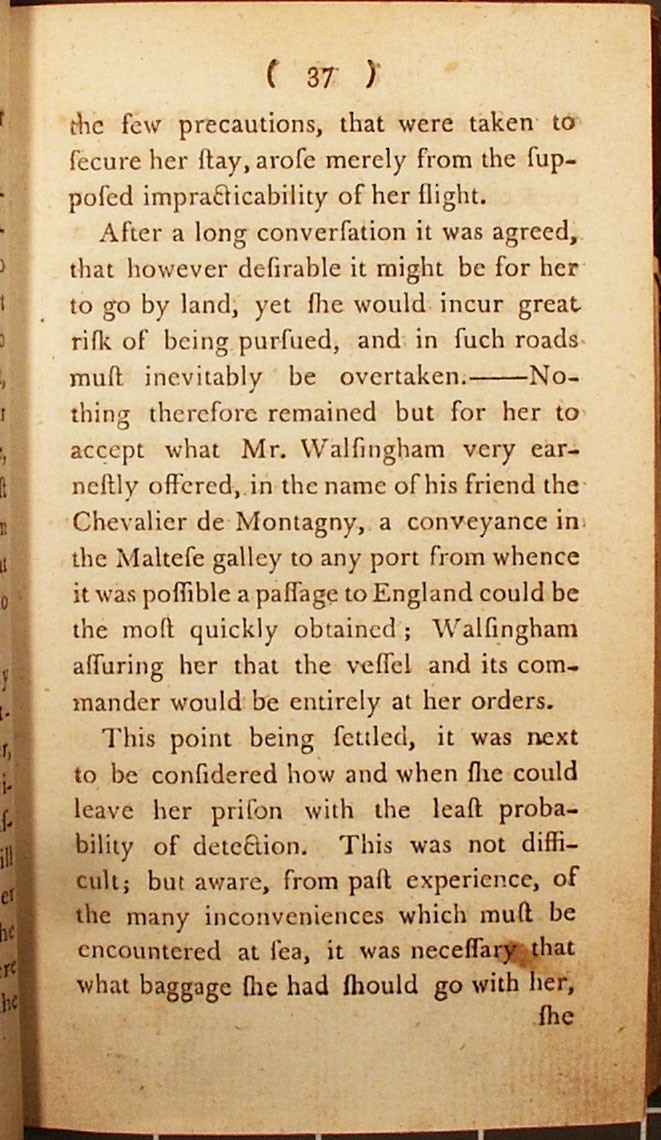 ( 37 )
the few precautions, that were taken to
ſecure her ſtay, aroſe merely from the ſup-
poſed impracticability of her flight.
After a long converſation it was agreed,
that however deſirable it might be for her
to go by land, yet ſhe would incur great
riſk of being purſued, and in ſuch roads
muſt inevitably be overtaken.——No-
thing therefore remained but for her to
accept what Mr. Walſingham very ear-
neſtly offered, in the name of his friend the
Chevalier de Montagny, a conveyance in
the Malteſe galley to any port from whence
it was poſſible a paſſage to England could be
the moſt quickly obtained; Walſingham
aſſuring her that the veſſel and its com-
mander would be entirely at her orders.
This point being ſettled, it was next
to be conſidered how and when ſhe could
leave her priſon with the leaſt proba-
bility of detection. This was not diffi-
cult; but aware, from paſt experience, of
the many inconveniences which muſt be
encountered at ſea, it was neceſſary that
what baggage ſhe had ſhould go with her,
ſhe